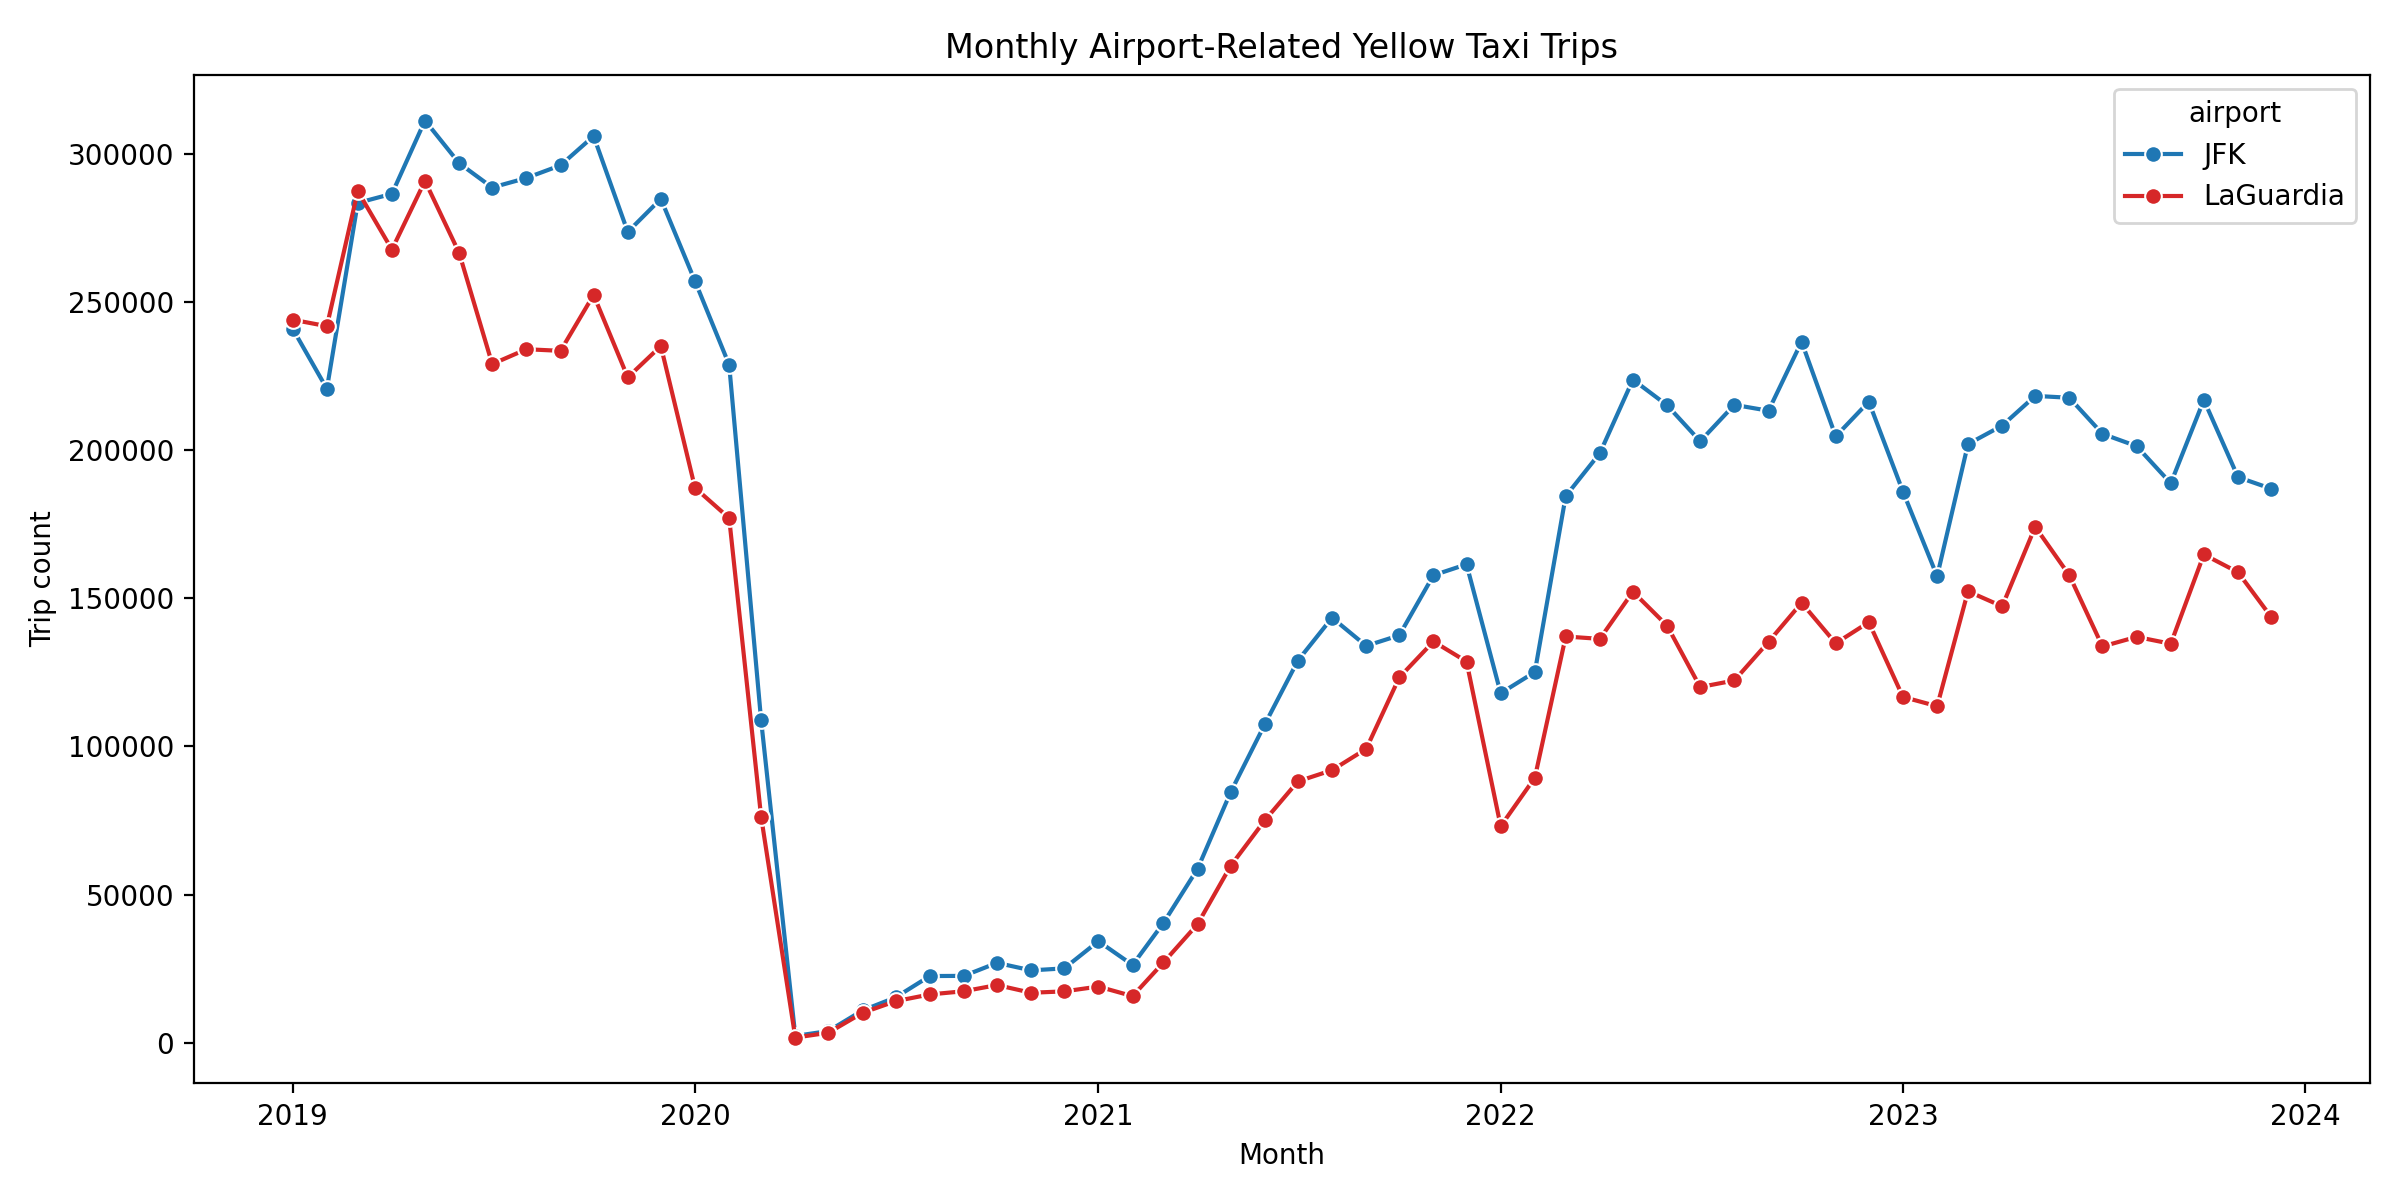 Monthly Airport-Related Yellow Taxi Trips
airport
JFK
LaGuardia
Trip count
300000
250000
200000
150000
100000
50000
0
2019 2020 2021 2022 2023 2024
Month